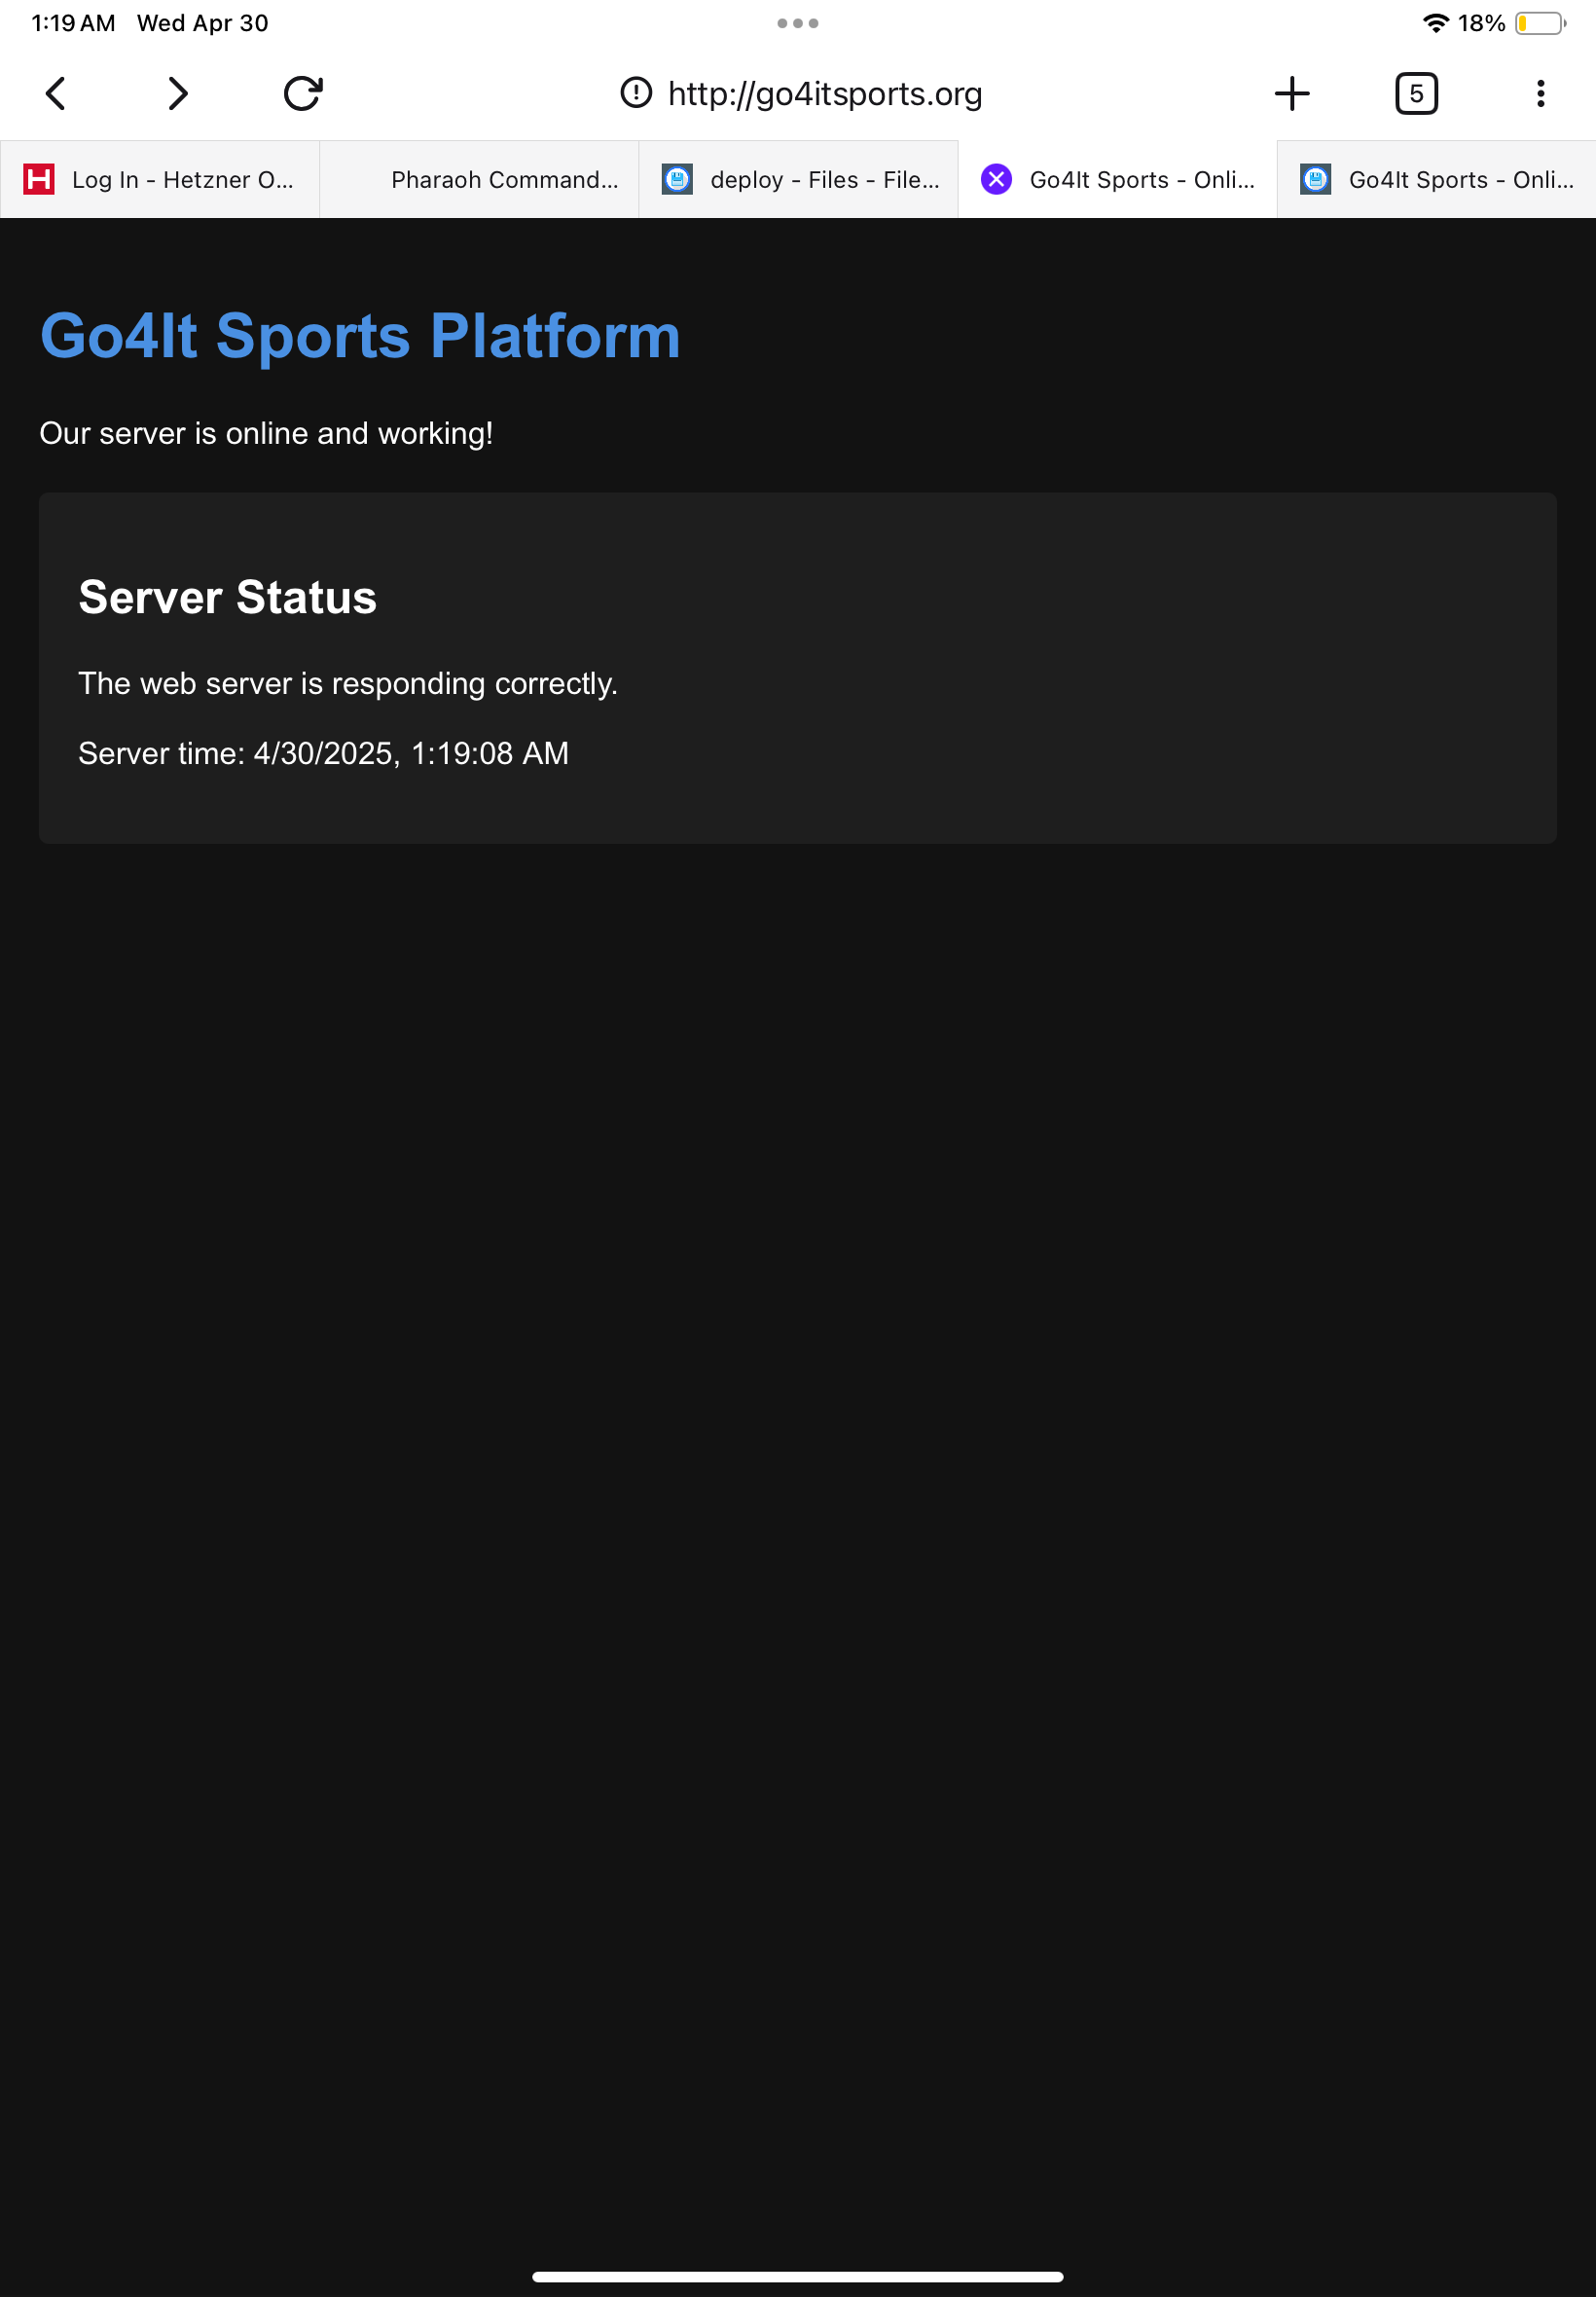 1:19 AM Wed Apr 30
18%
http://go4itsports.org
5
Log In - Hetzner O...
Pharaoh Command...
deploy - Files - File...
Go4It Sports - Onli...
Go4It Sports - Onli...
Go4It Sports Platform
Our server is online and working!
Server Status
The web server is responding correctly.
Server time: 4/30/2025, 1:19:08 AM